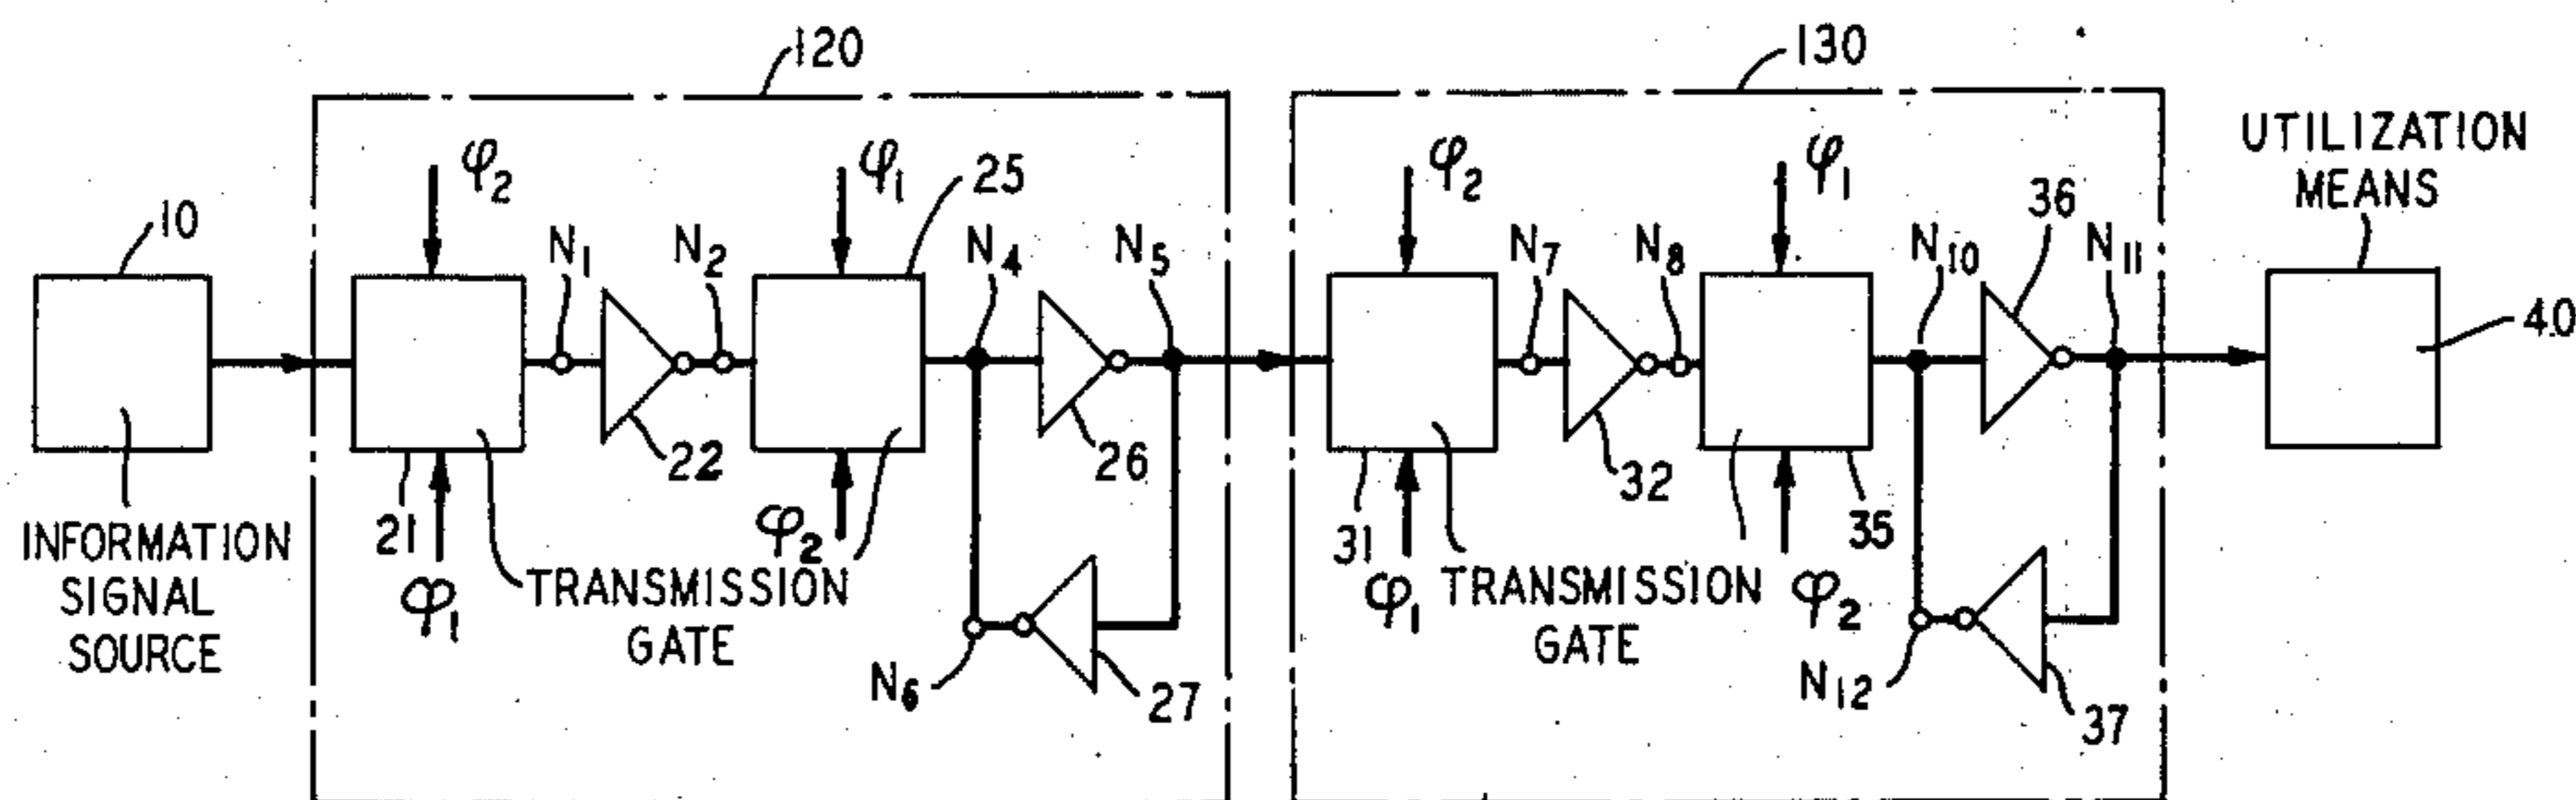 120
130
10
φ₂
φ₁
25
N₁
N₂
N₄
N₅
φ₂
φ₁
36
N₇
N₈
N₁₀
N₁₁
UTILIZATION
MEANS
40
22
26
32
21
φ₂
31
35
INFORMATION
SIGNAL
SOURCE
φ₁
TRANSMISSION
GATE
N₆
27
φ₁
TRANSMISSION
GATE
φ₂
N₁₂
37